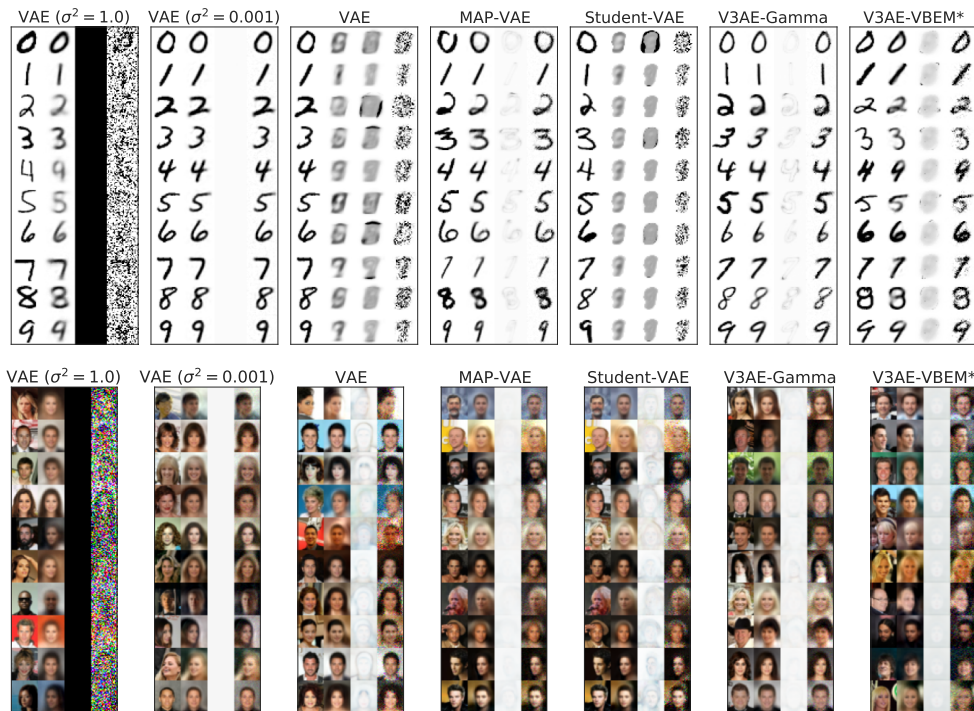 VAE (σ² = 1.0) VAE (σ² = 0.001) VAE MAP-VAE Student-VAE V3AE-Gamma V3AE-VBEM*
VAE (σ² = 1.0) VAE (σ² = 0.001) VAE MAP-VAE Student-VAE V3AE-Gamma V3AE-VBEM*